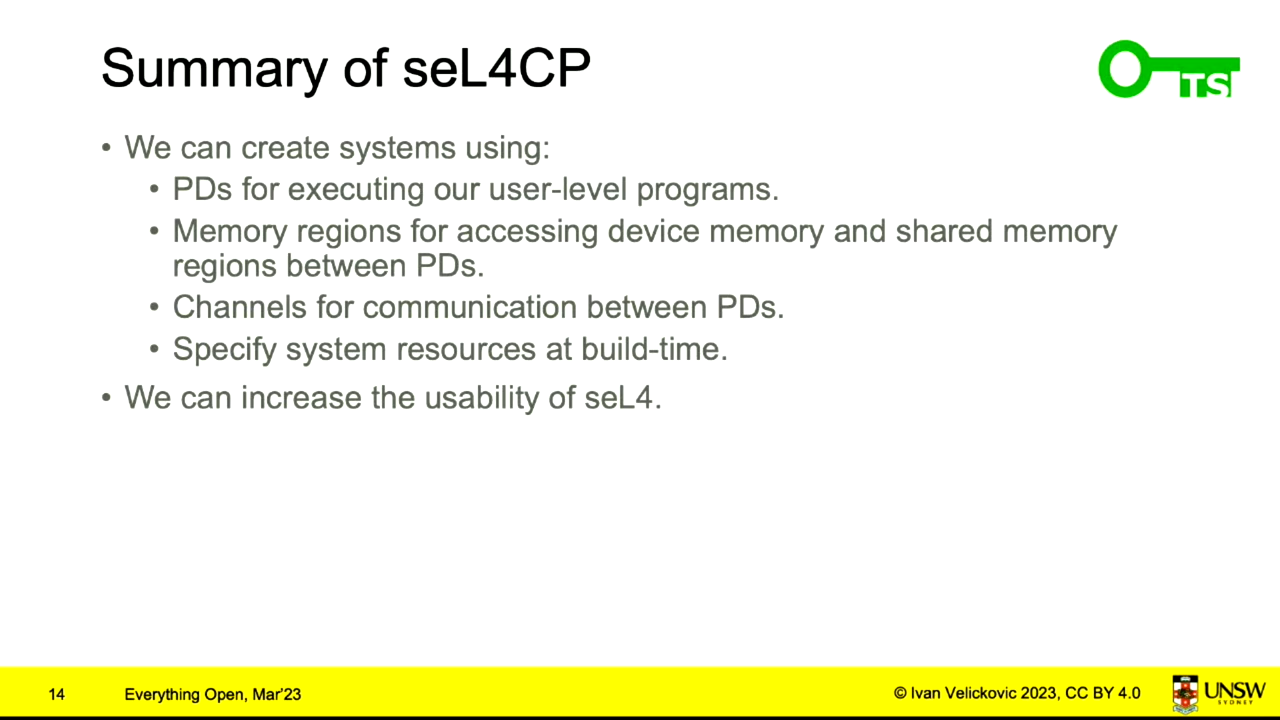 Summary of seL4CP
TS
• We can create systems using:
• PDs for executing our user-level programs.
• Memory regions for accessing device memory and shared memory
regions between PDs.
• Channels for communication between PDs.
• Specify system resources at build-time.
• We can increase the usability of seL4.
14
Everything Open, Mar'23
© Ivan Velickovic 2023, CC BY 4.0
UNSW
SYDNEY